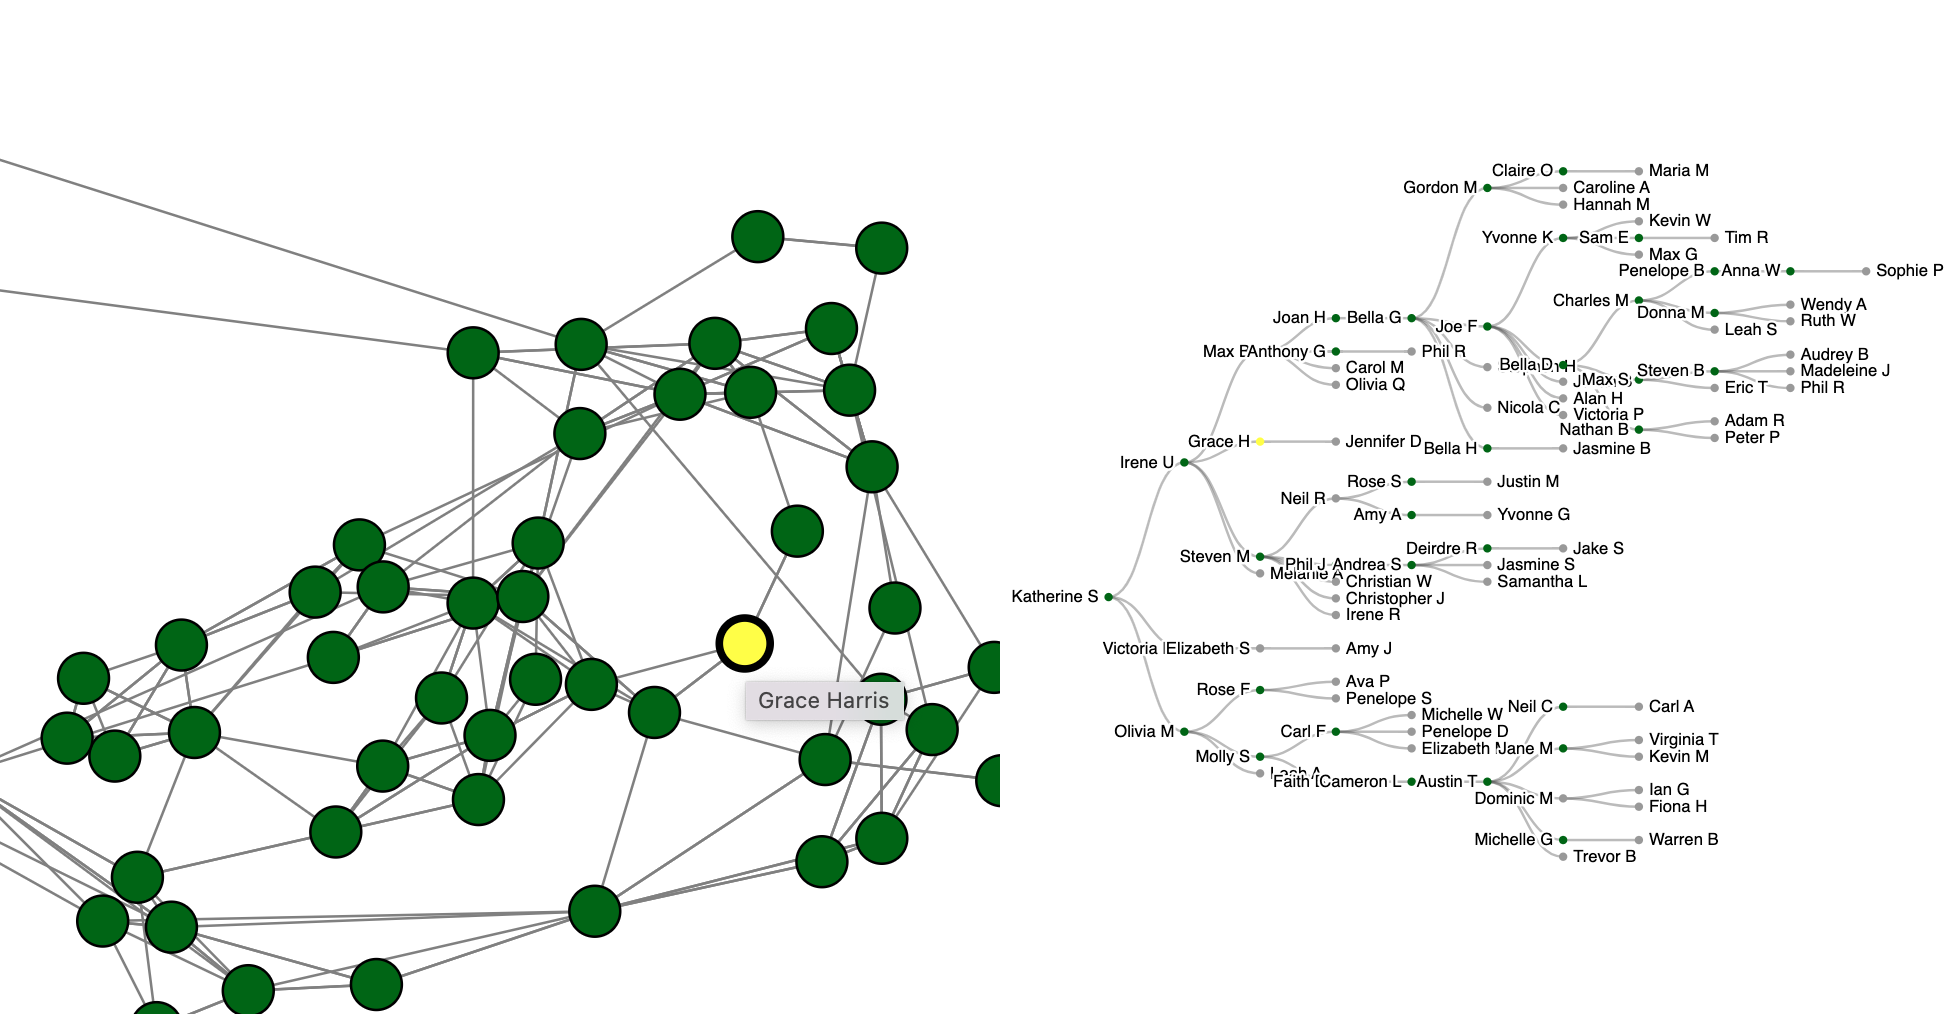 Grace Harris
Claire O
Maria M
Gordon M
Caroline A
Hannah M
Kevin W
Yvonne K
Sam E
Tim R
Max G
Penelope B
Anna W
Sophie P
Charles M
Wendy A
Donna M
Ruth W
Leah S
Joan H
Bella G
Joe F
Max
Anthony G
Phil R
Carol M
Olivia Q
Bella D
Max S
Steven B
Audrey B
Madeleine J
Phil R
Eric T
Alan H
Nicola C
Victoria P
Nathan B
Adam R
Peter P
Grace H
Jennifer D
Bella H
Jasmine B
Irene U
Rose S
Justin M
Neil R
Amy A
Yvonne G
Deirdre R
Jake S
Steven M
Phil J
Andrea S
Jasmine S
Melanie A
Christian W
Samantha L
Katherine S
Christopher J
Irene R
Victoria
Elizabeth S
Amy J
Ava P
Rose F
Penelope S
Neil C
Carl A
Michelle W
Olivia M
Carl F
Penelope D
Virginia T
Elizabeth
Jane M
Molly S
Kevin M
Leah A
Faith
Cameron L
Austin T
Ian G
Dominic M
Fiona H
Michelle G
Warren B
Trevor B